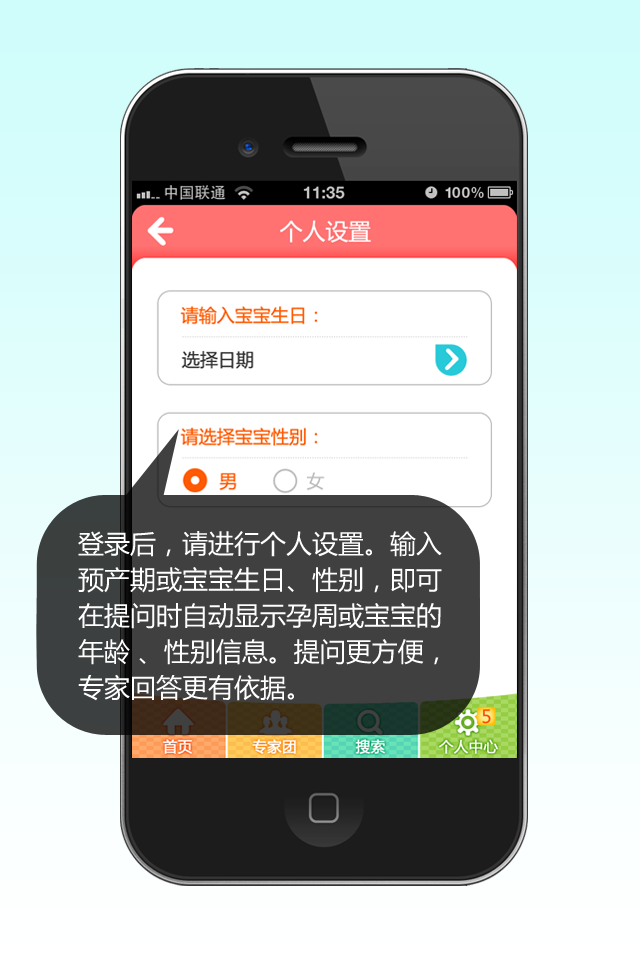 中国联通 11:35 100%
个人设置
请输入宝宝生日：
选择日期
请选择宝宝性别：
男 女
登录后，请进行个人设置。输入
预产期或宝宝生日、性别，即可
在提问时自动显示孕周或宝宝的
年龄、性别信息。提问更方便，
专家回答更有依据。
5
首页 专家团 搜索 个人中心